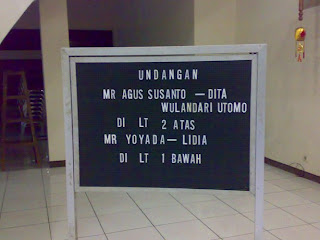 UNDANGAN
MR AGUS SUSANTO — DITA
WULANDARI UTOMO
DI LT 2 ATAS
MR YOYADA — LIDIA
DI LT 1 BAWAH